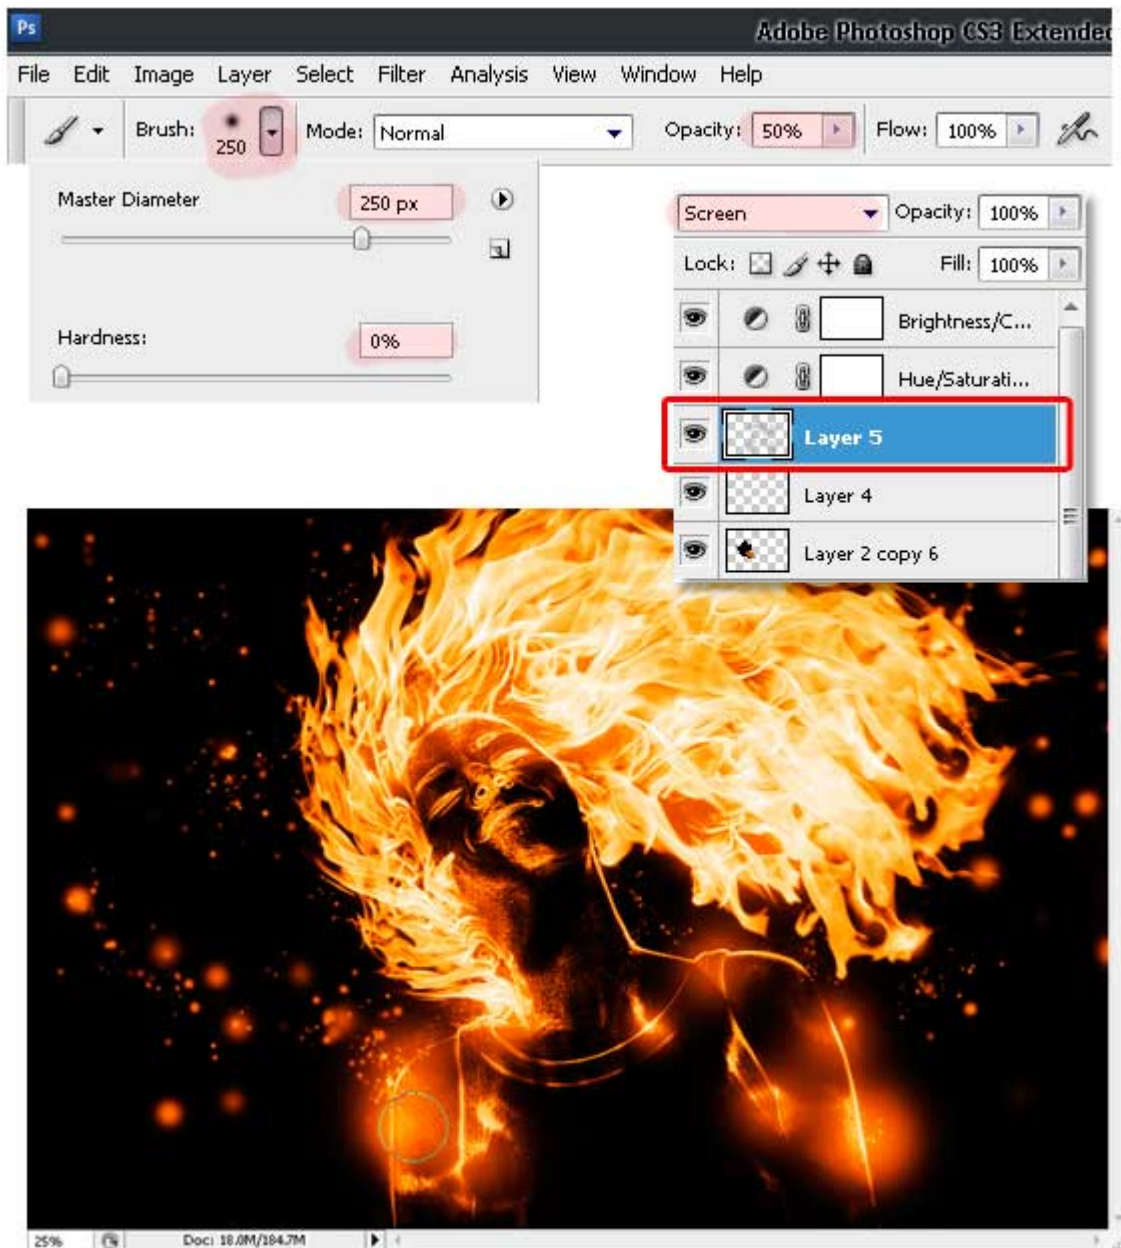 Ps
Adobe Photoshop CS3 Extended
File Edit Image Layer Select Filter Analysis View Window Help
Brush: 250 Mode: Normal Opacity: 50% Flow: 100%
Master Diameter 250 px
Hardness: 0%
Screen Opacity: 100%
Lock: Fill: 100%
Brightness/C...
Hue/Saturati...
Layer 5
Layer 4
Layer 2 copy 6
25% Doc: 18.0M/184.7M